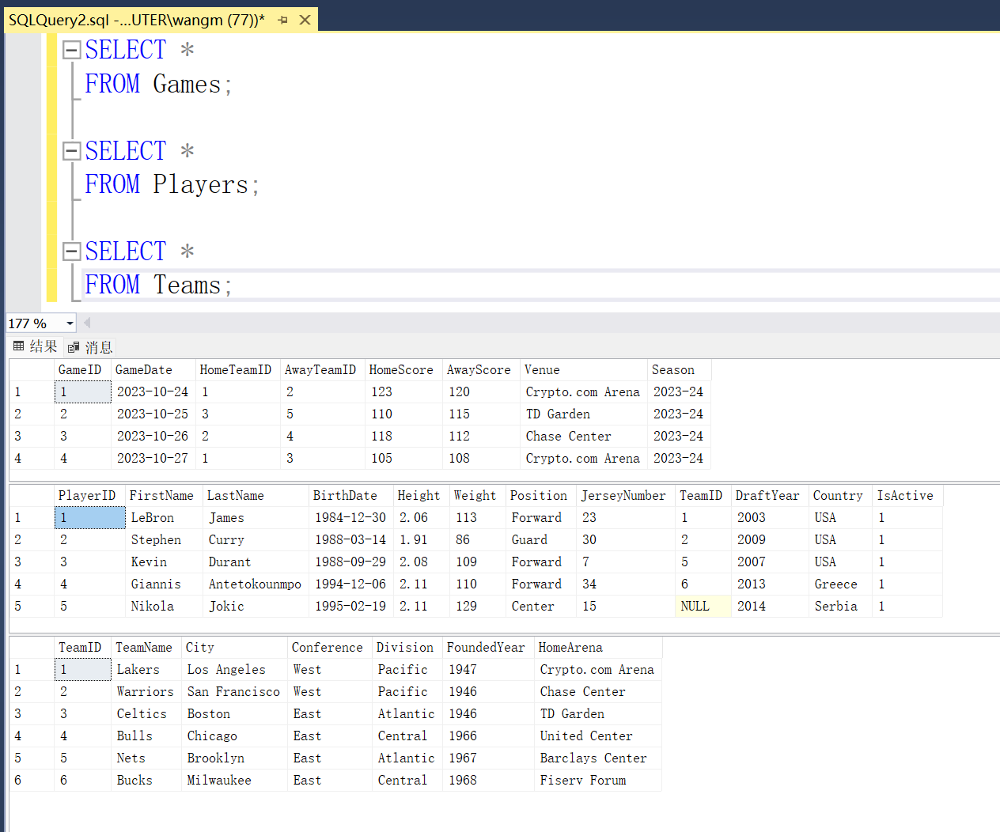 SQLQuery2.sql -...UTER\wangm (77))*
SELECT *
FROM Games;
SELECT *
FROM Players;
SELECT *
FROM Teams;
177 %
结果 消息
GameID GameDate HomeTeamID AwayTeamID HomeScore AwayScore Venue Season
1 1 2023-10-24 1 2 123 120 Crypto.com Arena 2023-24
2 2 2023-10-25 3 5 110 115 TD Garden 2023-24
3 3 2023-10-26 2 4 118 112 Chase Center 2023-24
4 4 2023-10-27 1 3 105 108 Crypto.com Arena 2023-24
PlayerID FirstName LastName BirthDate Height Weight Position JerseyNumber TeamID DraftYear Country IsActive
1 1 LeBron James 1984-12-30 2.06 113 Forward 23 1 2003 USA 1
2 2 Stephen Curry 1988-03-14 1.91 86 Guard 30 2 2009 USA 1
3 3 Kevin Durant 1988-09-29 2.08 109 Forward 7 5 2007 USA 1
4 4 Giannis Antetokounmpo 1994-12-06 2.11 110 Forward 34 6 2013 Greece 1
5 5 Nikola Jokic 1995-02-19 2.11 129 Center 15 NULL 2014 Serbia 1
TeamID TeamName City Conference Division FoundedYear HomeArena
1 1 Lakers Los Angeles West Pacific 1947 Crypto.com Arena
2 2 Warriors San Francisco West Pacific 1946 Chase Center
3 3 Celtics Boston East Atlantic 1946 TD Garden
4 4 Bulls Chicago East Central 1966 United Center
5 5 Nets Brooklyn East Atlantic 1967 Barclays Center
6 6 Bucks Milwaukee East Central 1968 Fiserv Forum